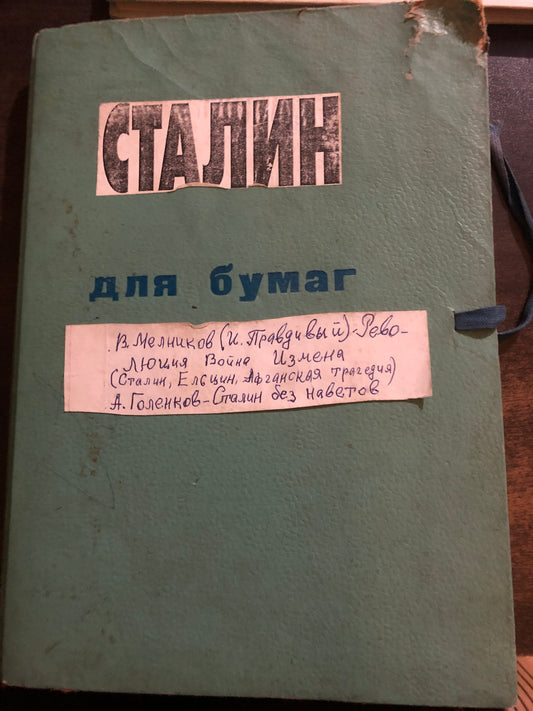 СТАЛИН
для бумаг
В. Мелников (И. Правдивый)-Рево-
люция Война Измена
(Сталин, Ельцин, Афганская трагедия)
А. Голенков-Сталин без наветов